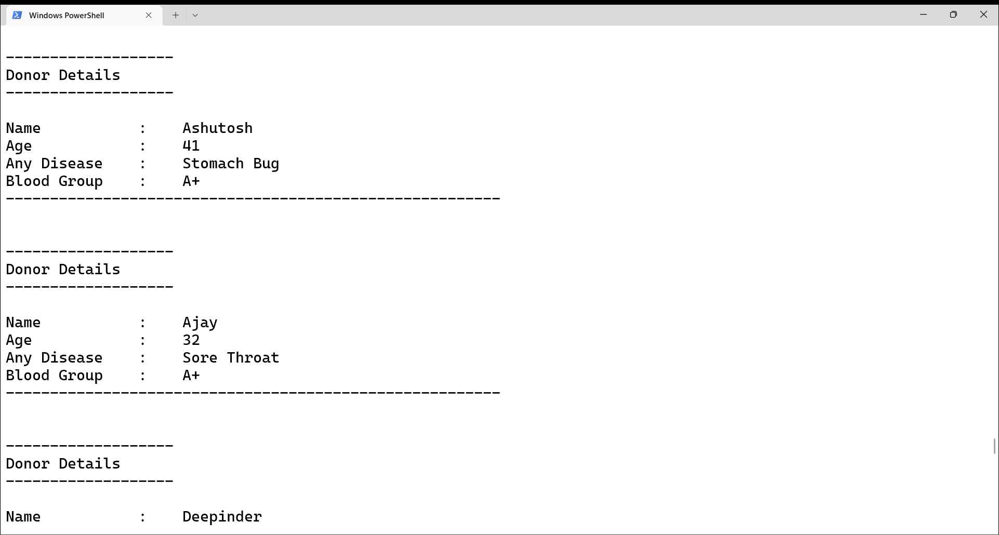 Windows PowerShell
-------------------
Donor Details
-------------------
Name : Ashutosh
Age : 41
Any Disease : Stomach Bug
Blood Group : A+
--------------------------------------------------------
-------------------
Donor Details
-------------------
Name : Ajay
Age : 32
Any Disease : Sore Throat
Blood Group : A+
--------------------------------------------------------
-------------------
Donor Details
-------------------
Name : Deepinder